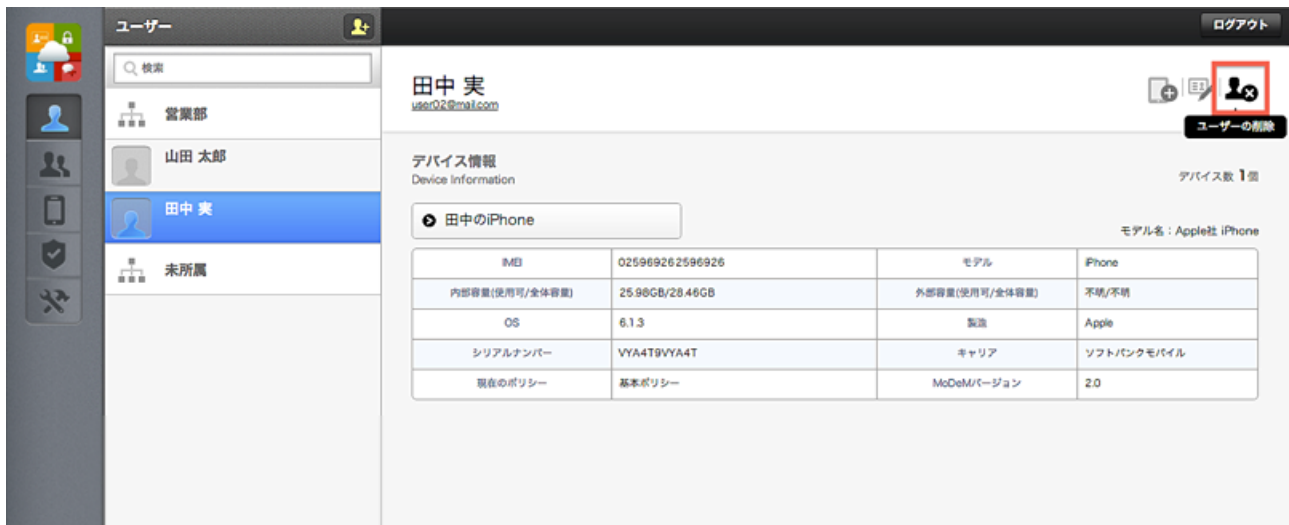 ユーザー
ログアウト
検索
営業部
山田 太郎
田中 実
未所属
田中 実
user02@mail.com
ユーザーの削除
デバイス情報
Device Information
デバイス数 1個
田中のiPhone
モデル名：Apple社 iPhone
IMEI 025969262596926 モデル iPhone
内部容量(使用可/全体容量) 25.98GB/28.46GB 外部容量(使用可/全体容量) 不明/不明
OS 6.1.3 製造 Apple
シリアルナンバー VYA4T9VYA4T キャリア ソフトバンクモバイル
現在のポリシー 基本ポリシー MoDeMバージョン 2.0